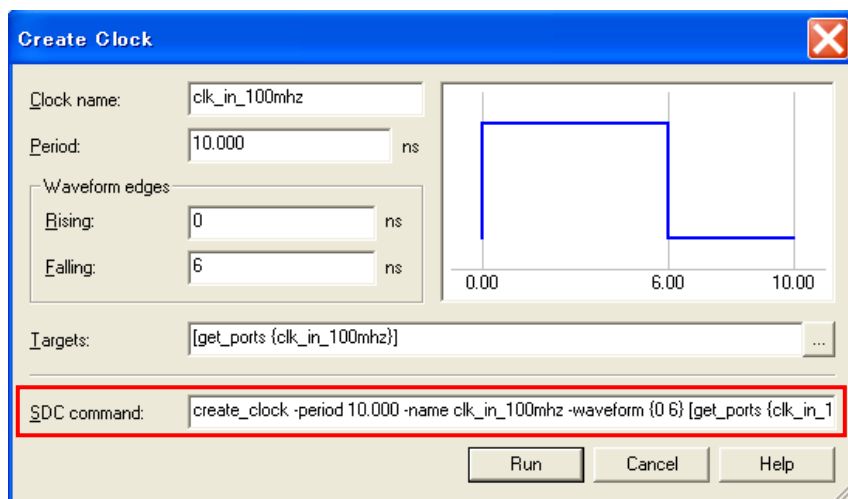 Create Clock
Clock name: clk_in_100mhz
Period: 10.000 ns
Waveform edges
Rising: 0 ns
Falling: 6 ns
0.00 6.00 10.00
Targets: [get_ports {clk_in_100mhz}] ...
SDC command: create_clock -period 10.000 -name clk_in_100mhz -waveform {0 6} [get_ports {clk_in_1
Run Cancel Help